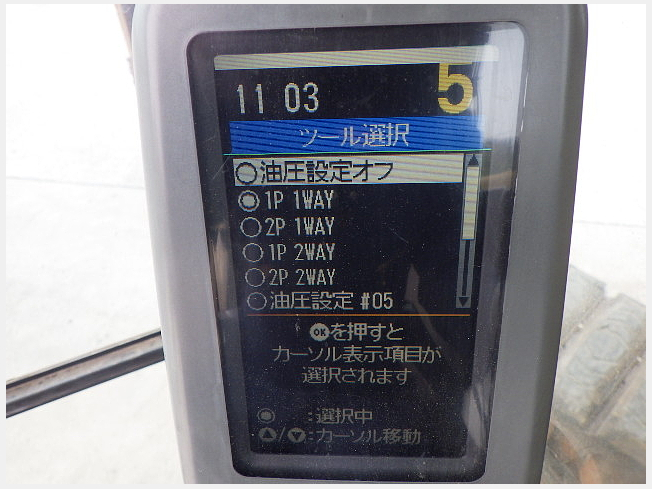 11 03 5
ツール選択
油圧設定オフ
1P 1WAY
2P 1WAY
1P 2WAY
2P 2WAY
油圧設定 #05
OKを押すと
カーソル表示項目が
選択されます
◉ :選択中
▲/▼:カーソル移動